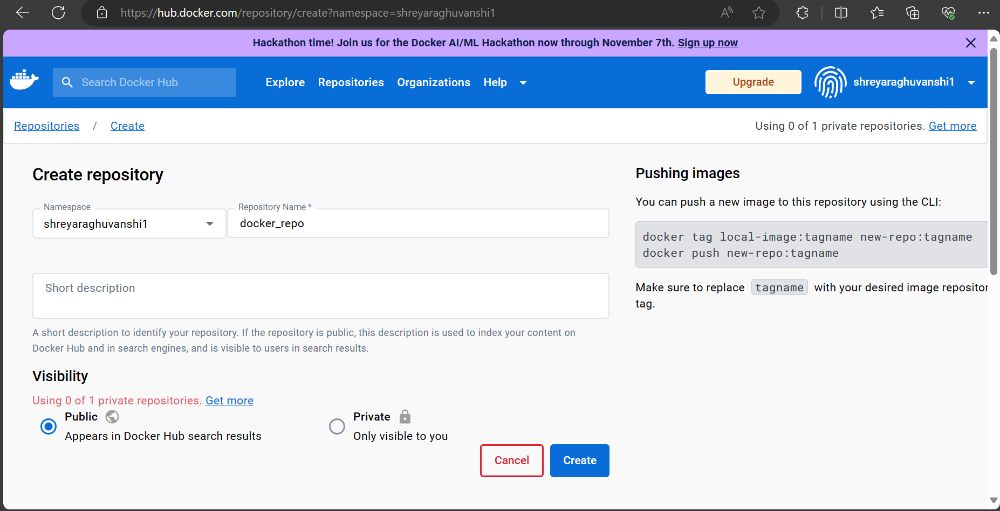 https://hub.docker.com/repository/create?namespace=shreyaraghuvanshi1
Hackathon time! Join us for the Docker AI/ML Hackathon now through November 7th. Sign up now
Search Docker Hub
Explore Repositories Organizations Help
Upgrade
shreyaraghuvanshi1
Repositories / Create
Using 0 of 1 private repositories. Get more
Create repository
Namespace
shreyaraghuvanshi1
Repository Name *
docker_repo
Short description
A short description to identify your repository. If the repository is public, this description is used to index your content on
Docker Hub and in search engines, and is visible to users in search results.
Visibility
Using 0 of 1 private repositories. Get more
Public
Appears in Docker Hub search results
Private
Only visible to you
Cancel
Create
Pushing images
You can push a new image to this repository using the CLI:
docker tag local-image:tagname new-repo:tagname
docker push new-repo:tagname
Make sure to replace tagname with your desired image repositor
tag.